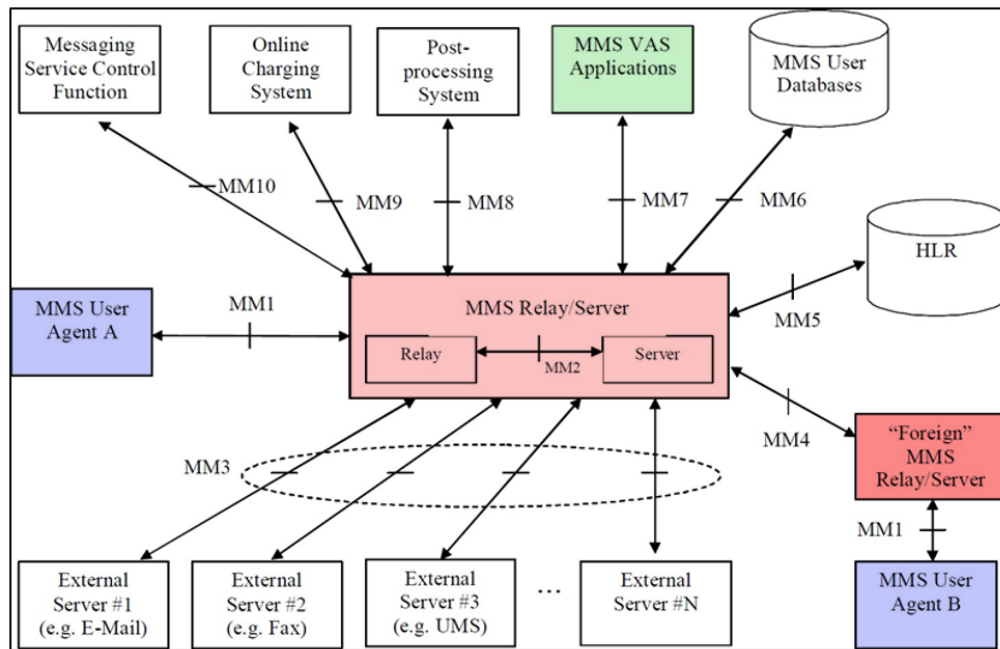 Messaging
Service Control
Function
Online
Charging
System
Post-
processing
System
MMS VAS
Applications
MMS User
Databases
MM10
MM9
MM8
MM7
MM6
HLR
MMS User
Agent A
MM1
MMS Relay/Server
Relay
MM2
Server
MM5
MM4
“Foreign”
MMS
Relay/Server
MM3
MM1
External
Server #1
(e.g. E-Mail)
External
Server #2
(e.g. Fax)
External
Server #3
(e.g. UMS)
...
External
Server #N
MMS User
Agent B